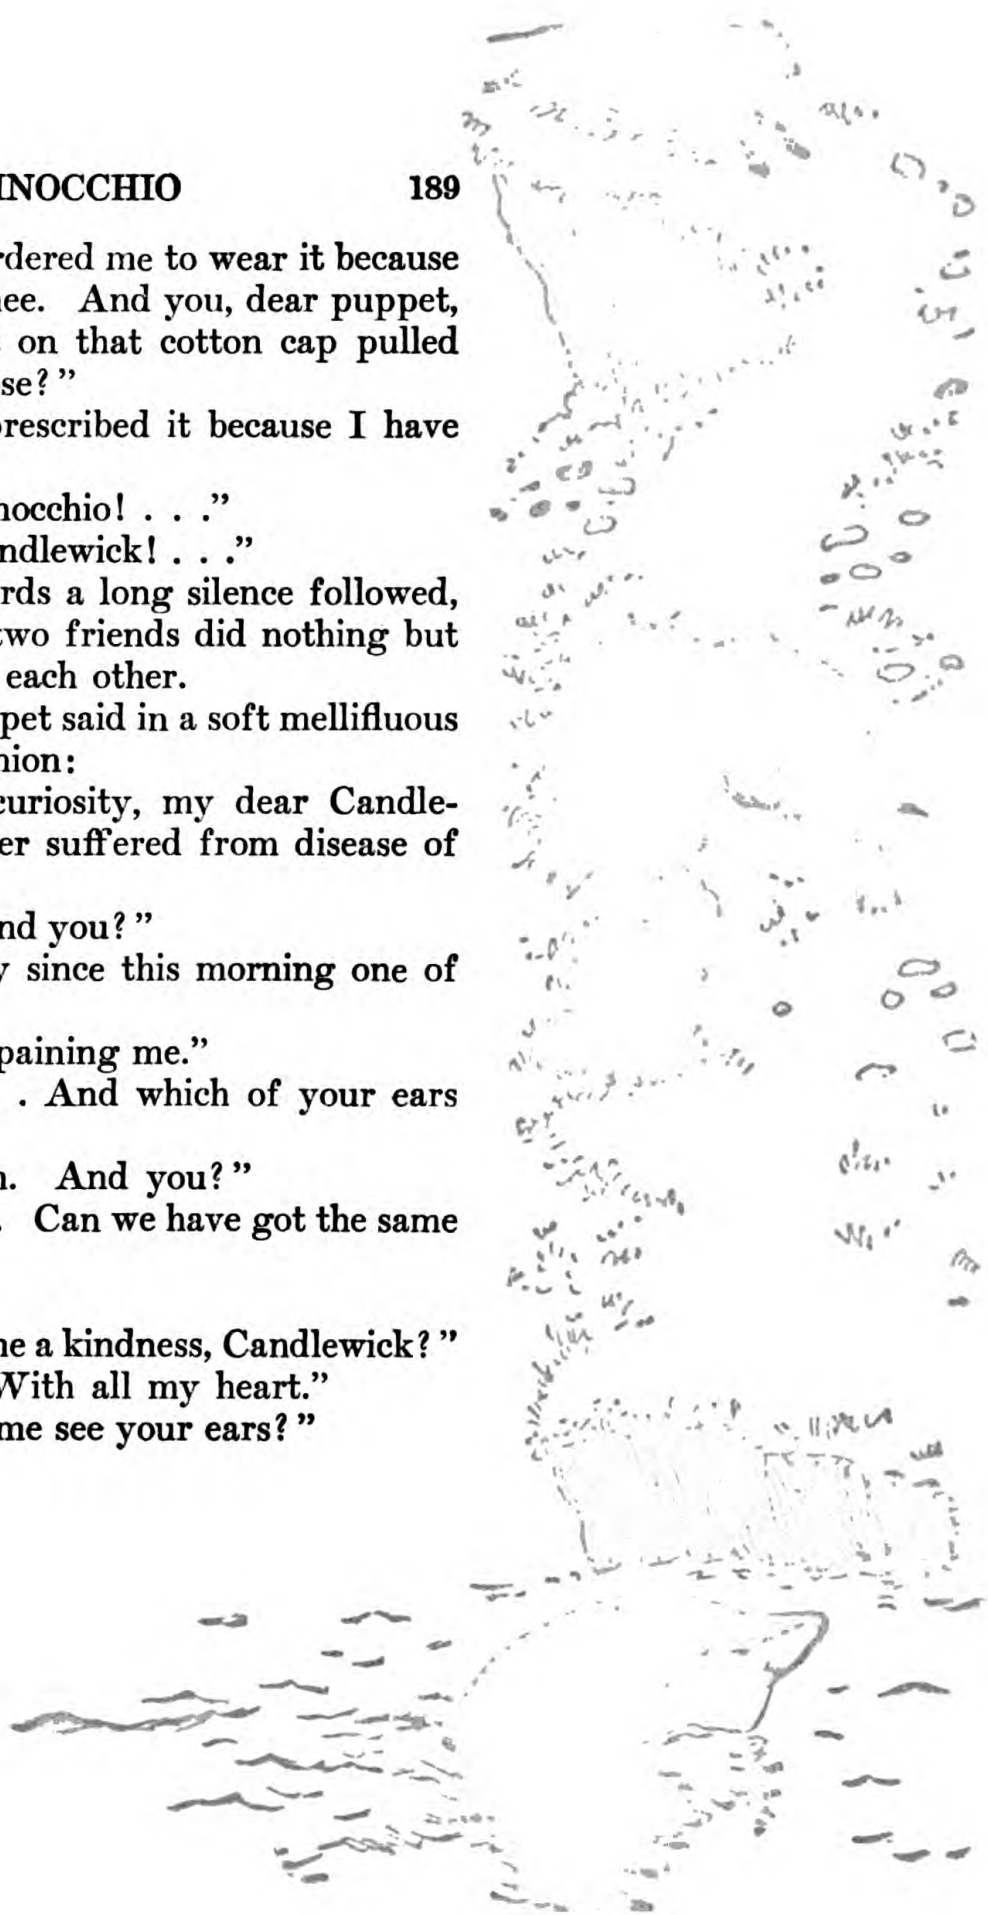 INOCCHIO 189
rdered me to wear it because
ee. And you, dear puppet,
on that cotton cap pulled
se?"
prescribed it because I have
nocchio! . . ."
ndlewick! . . ."
rds a long silence followed,
two friends did nothing but
each other.
pet said in a soft mellifluous
nion:
curiosity, my dear Candle-
er suffered from disease of
nd you?"
since this morning one of
paining me."
. And which of your ears
. And you?"
. Can we have got the same
ne a kindness, Candlewick?"
With all my heart."
me see your ears?"